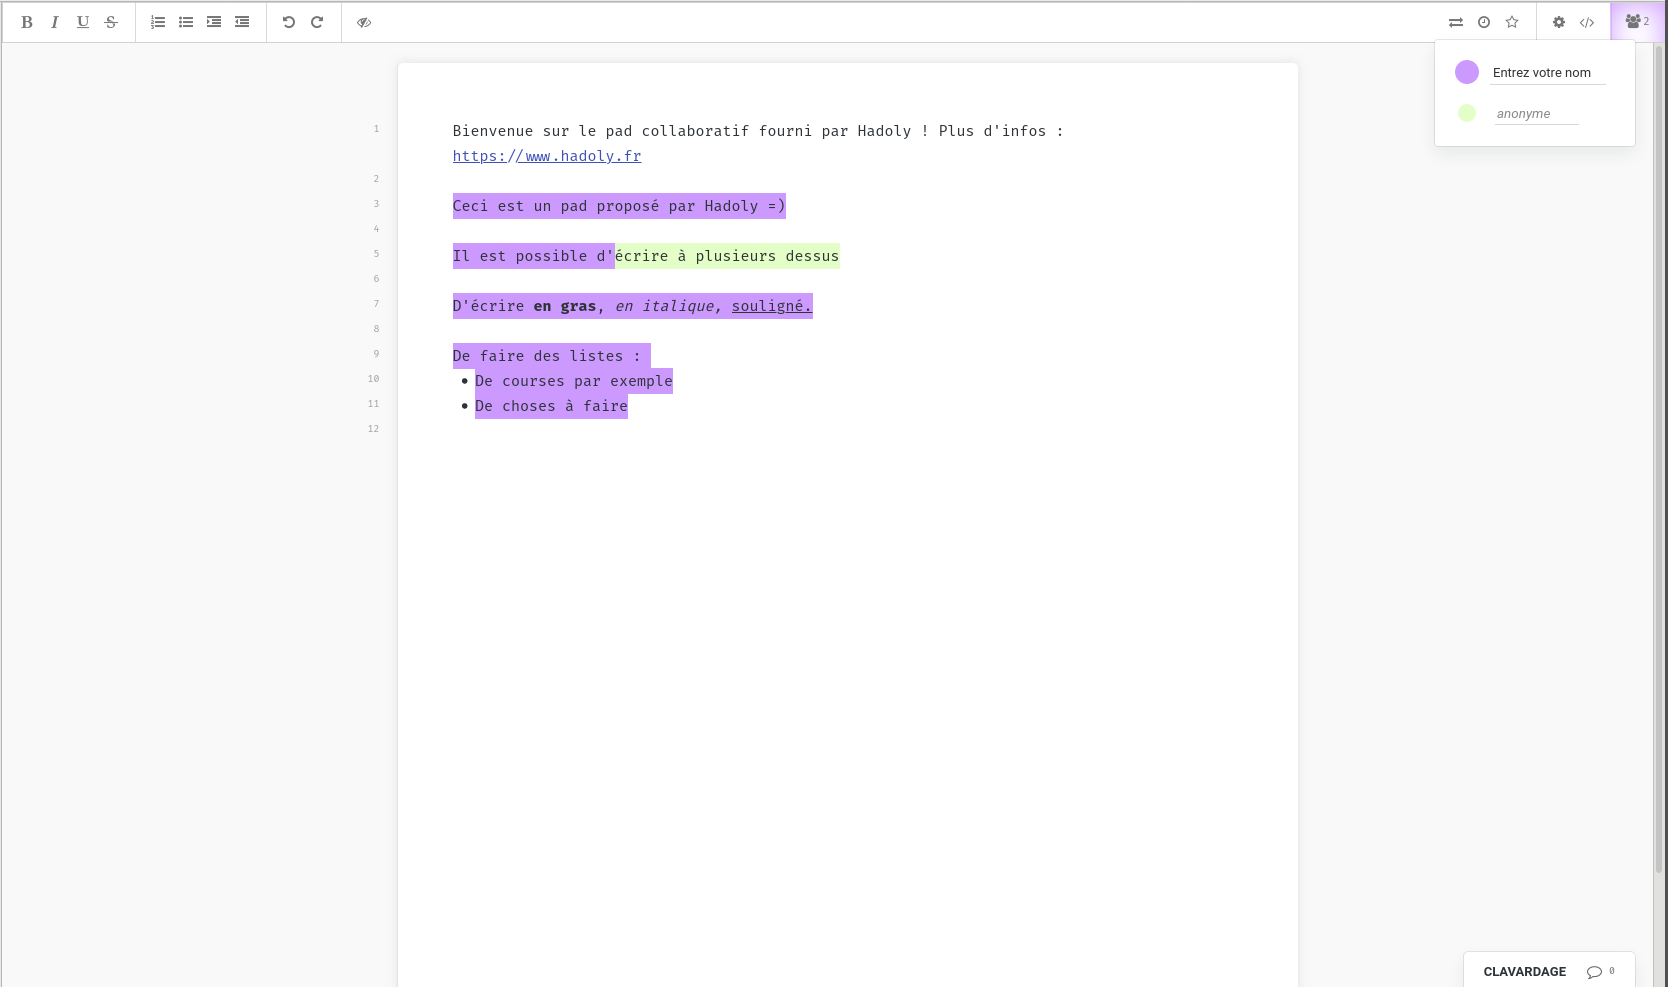 B I U S
2
Entrez votre nom
anonyme
1 Bienvenue sur le pad collaboratif fourni par Hadoly ! Plus d'infos :
https://www.hadoly.fr
2
3 Ceci est un pad proposé par Hadoly =)
4
5 Il est possible d'écrire à plusieurs dessus
6
7 D'écrire en gras, en italique, souligné.
8
9 De faire des listes :
10 • De courses par exemple
11 • De choses à faire
12
CLAVARDAGE 0